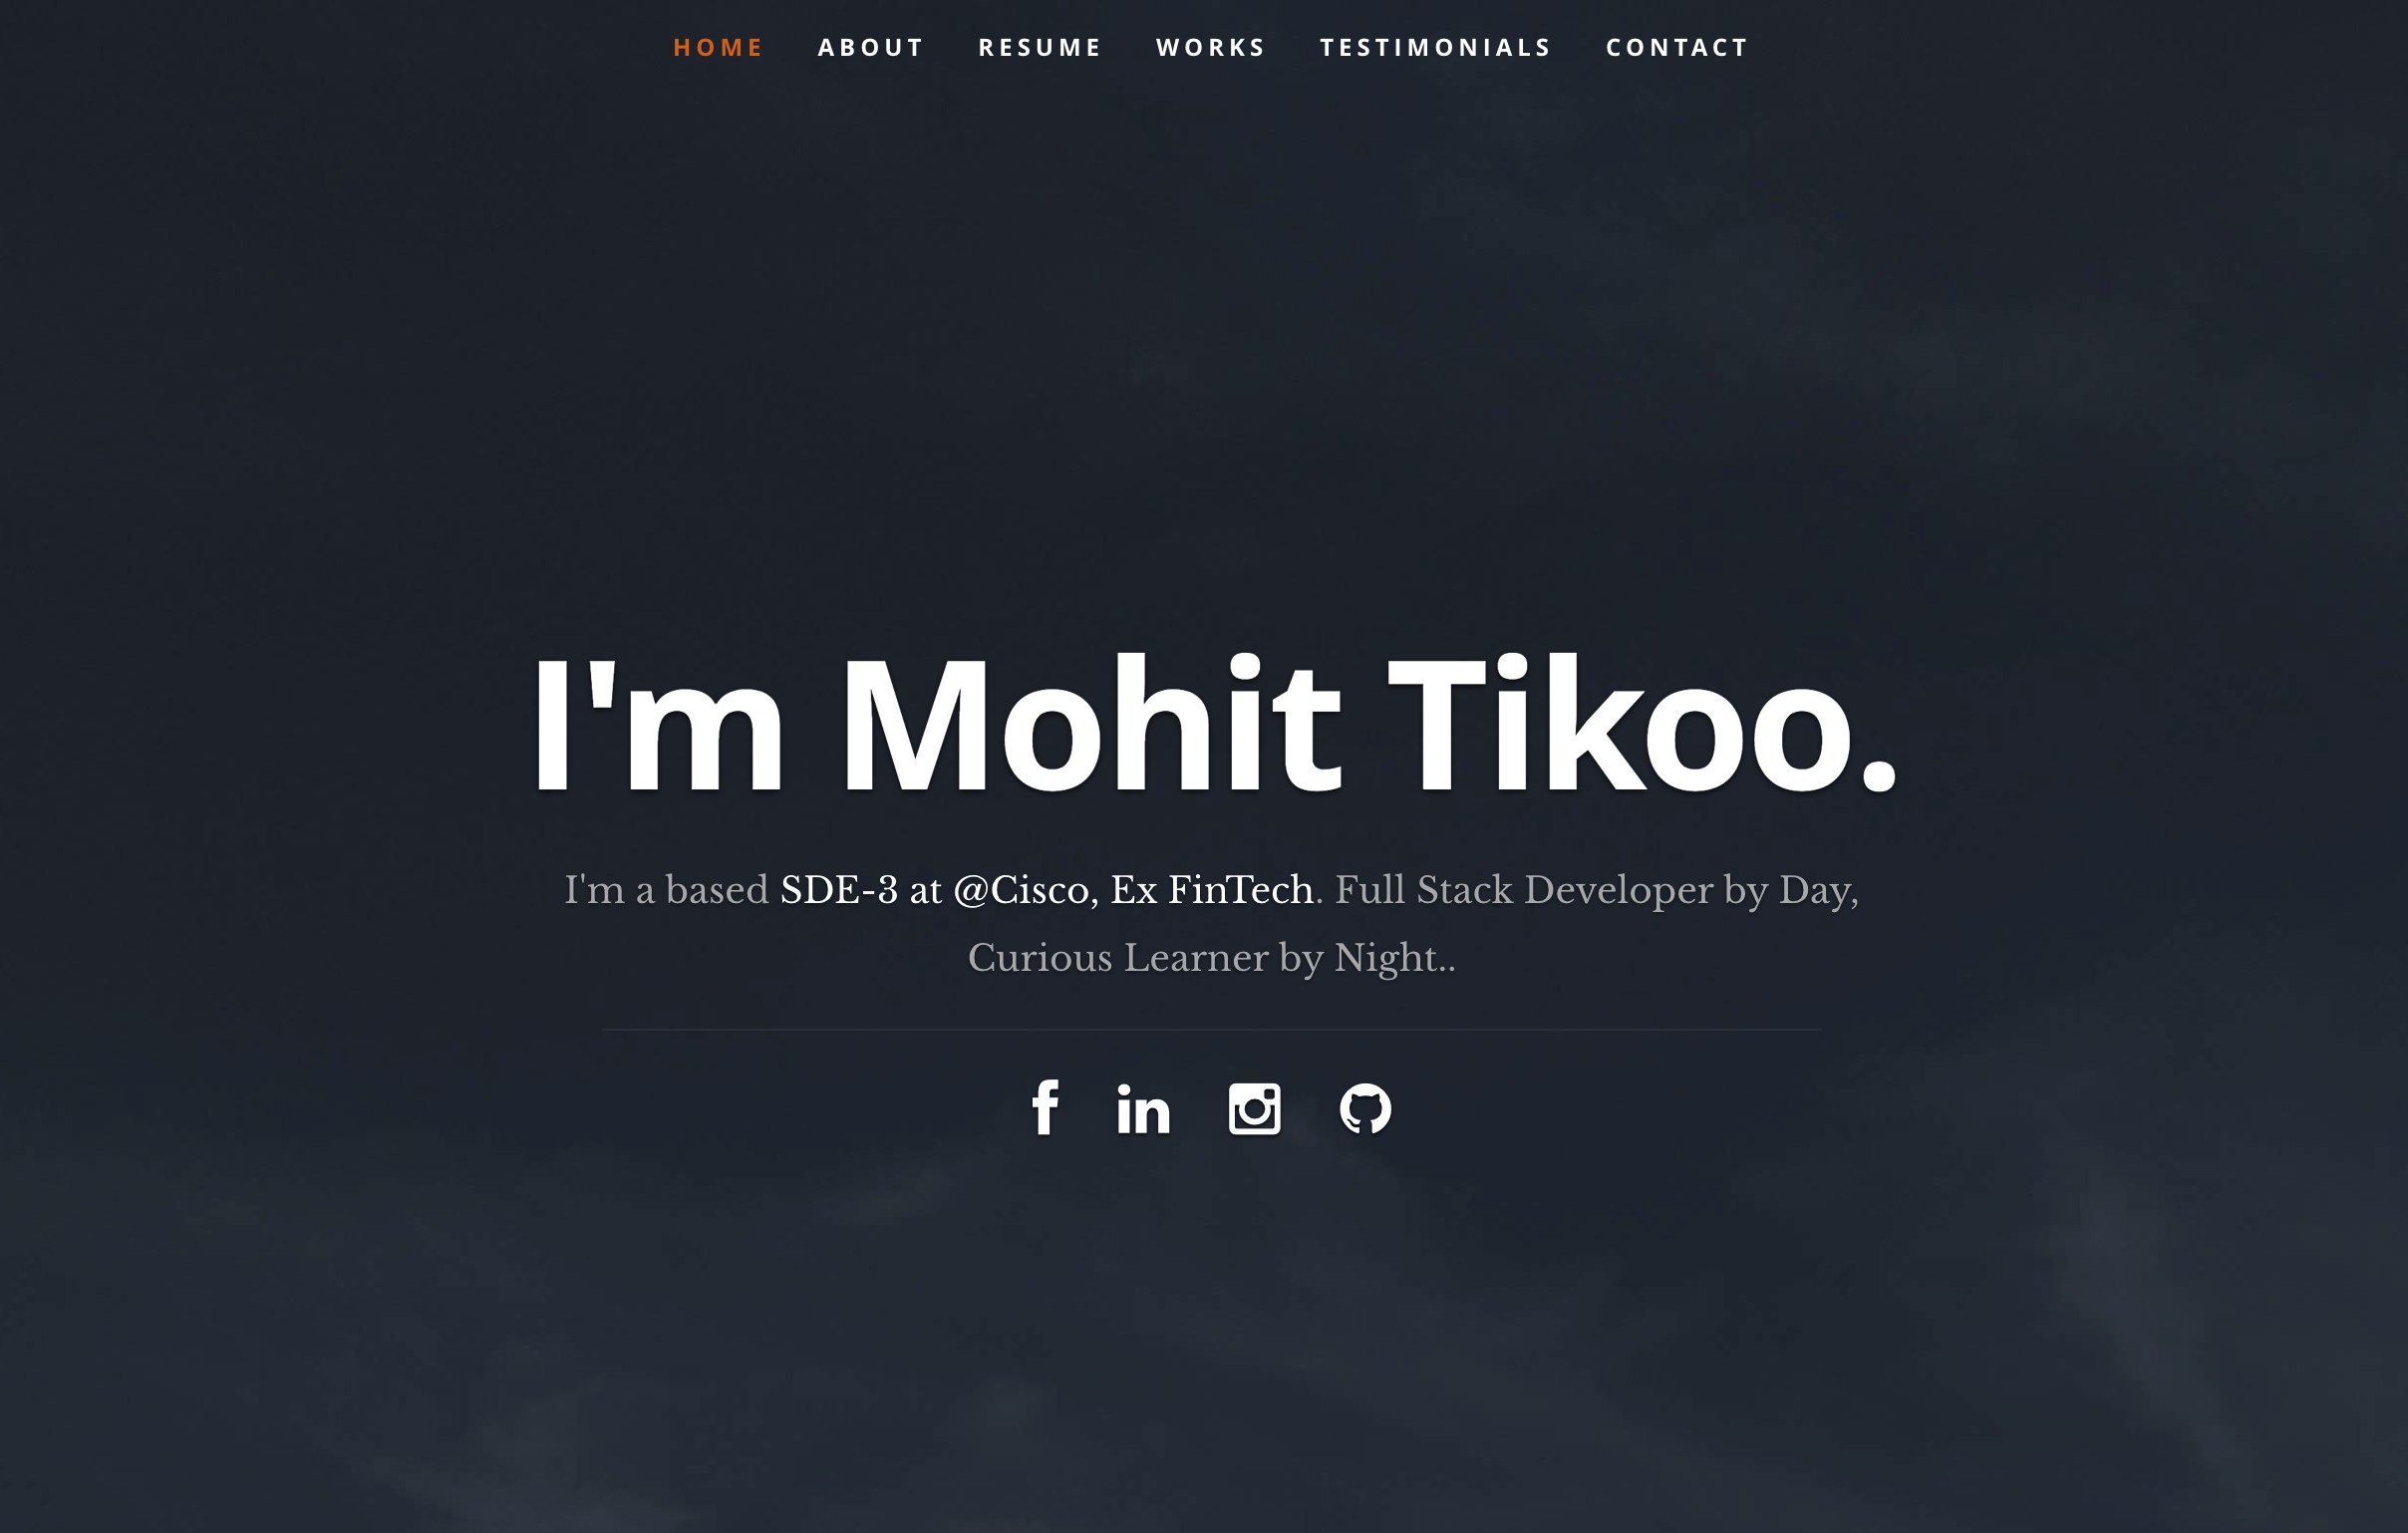 HOME ABOUT RESUME WORKS TESTIMONIALS CONTACT
I'm Mohit Tikoo.
I'm a based SDE-3 at @Cisco, Ex FinTech. Full Stack Developer by Day,
Curious Learner by Night..